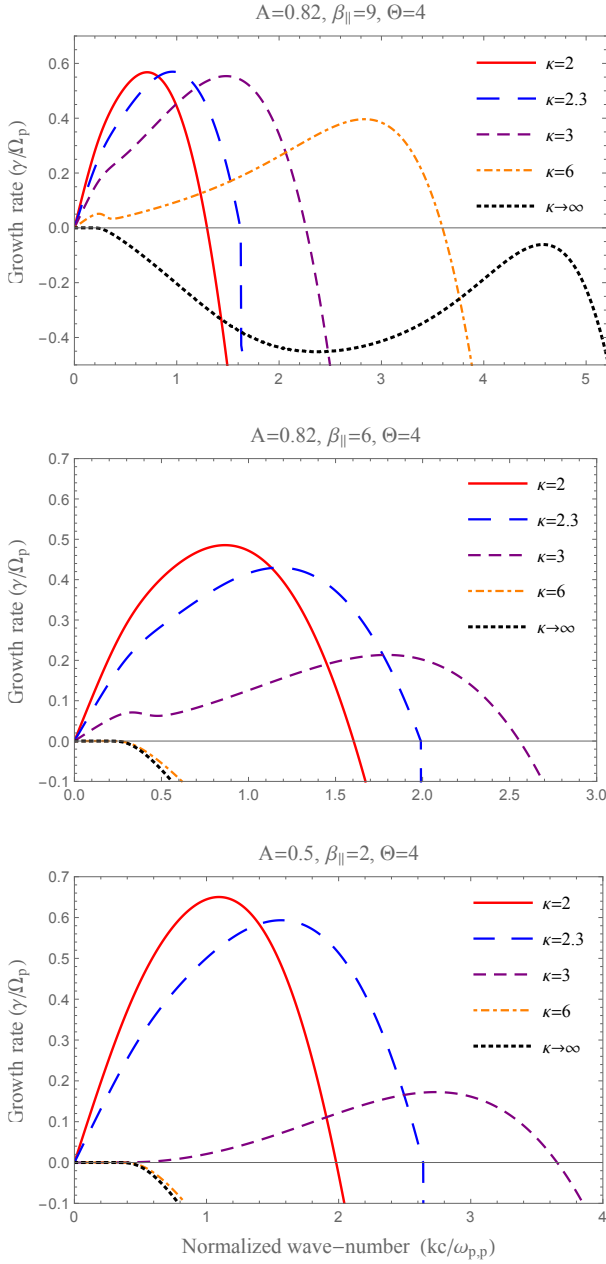 A=0.82, β∥=9, Θ=4
Growth rate (γ/Ωp)
0.6
0.4
0.2
0.0
−0.2
−0.4
κ=2
κ=2.3
κ=3
κ=6
κ→∞
0 1 2 3 4 5
A=0.82, β∥=6, Θ=4
Growth rate (γ/Ωp)
0.7
0.6
0.5
0.4
0.3
0.2
0.1
0.0
−0.1
κ=2
κ=2.3
κ=3
κ=6
κ→∞
0.0 0.5 1.0 1.5 2.0 2.5 3.0
A=0.5, β∥=2, Θ=4
Growth rate (γ/Ωp)
0.7
0.6
0.5
0.4
0.3
0.2
0.1
0.0
−0.1
κ=2
κ=2.3
κ=3
κ=6
κ→∞
0 1 2 3 4
Normalized wave−number (kc/ωp,p)